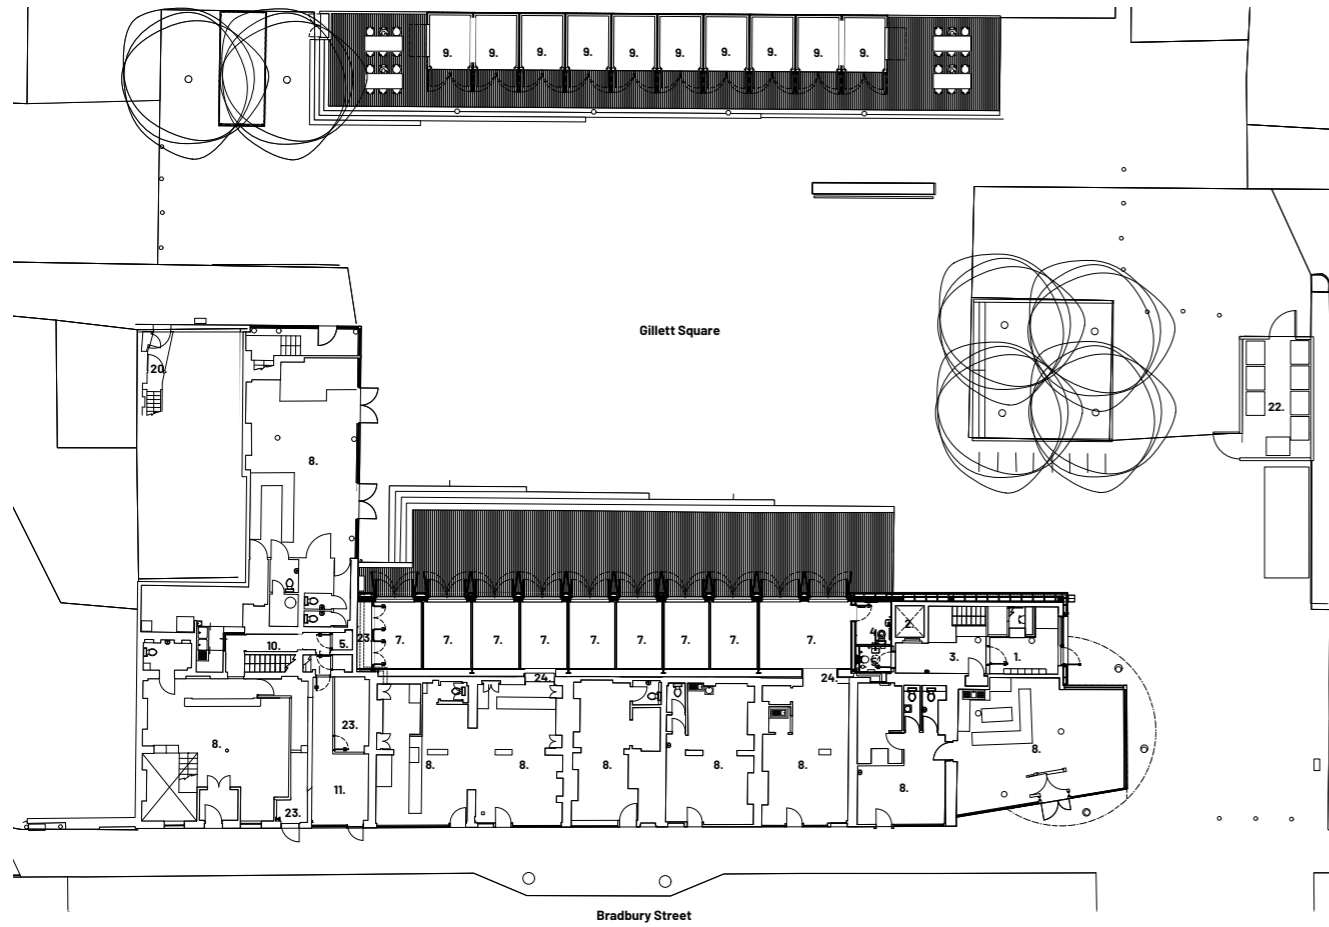 9. 9. 9. 9. 9. 9. 9. 9. 9. 9.
Gillett Square
20.
22.
8.
23. 7. 7. 7. 7. 7. 7. 7. 7. 7. 4. 2.
10. 5. 3. 1.
24. 24.
23.
8. 8. 8. 8. 8. 8. 8.
11. 8.
23.
Bradbury Street